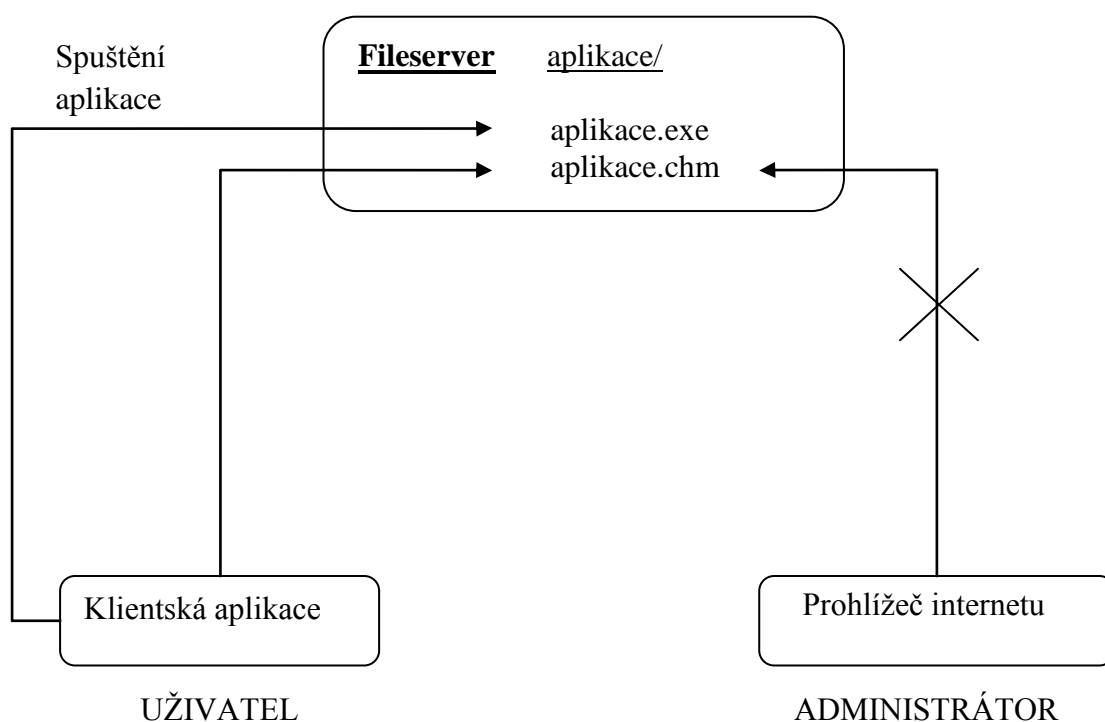 Spuštění
aplikace
Fileserver aplikace/
aplikace.exe
aplikace.chm
Klientská aplikace
Prohlížeč internetu
UŽIVATEL
ADMINISTRÁTOR